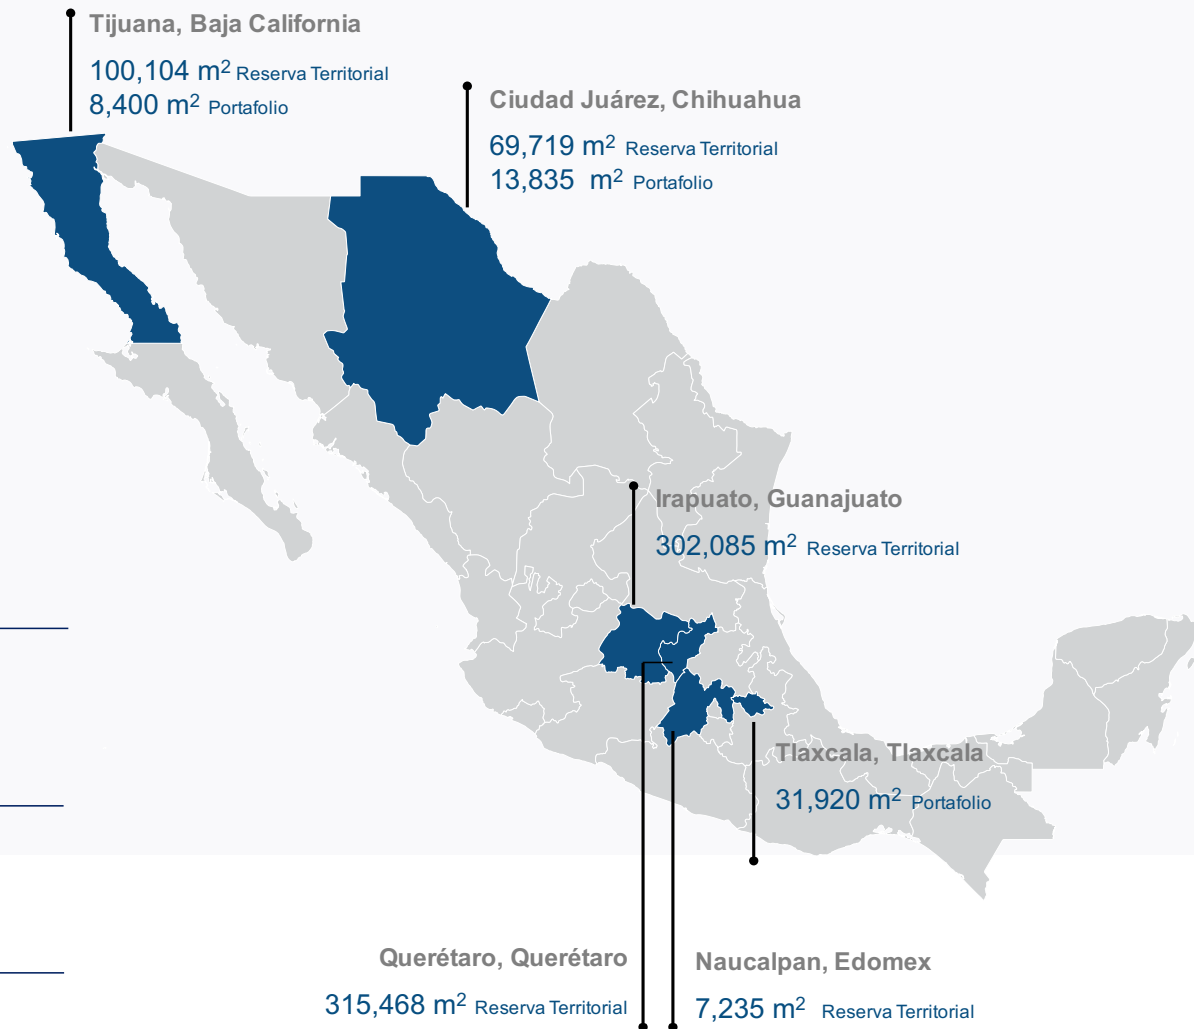 Tijuana, Baja California
100,104 m² Reserva Territorial
8,400 m² Portafolio
Ciudad Juárez, Chihuahua
69,719 m² Reserva Territorial
13,835 m² Portafolio
Irapuato, Guanajuato
302,085 m² Reserva Territorial
Tlaxcala, Tlaxcala
31,920 m² Portafolio
Querétaro, Querétaro
315,468 m² Reserva Territorial
Naucalpan, Edomex
7,235 m² Reserva Territorial